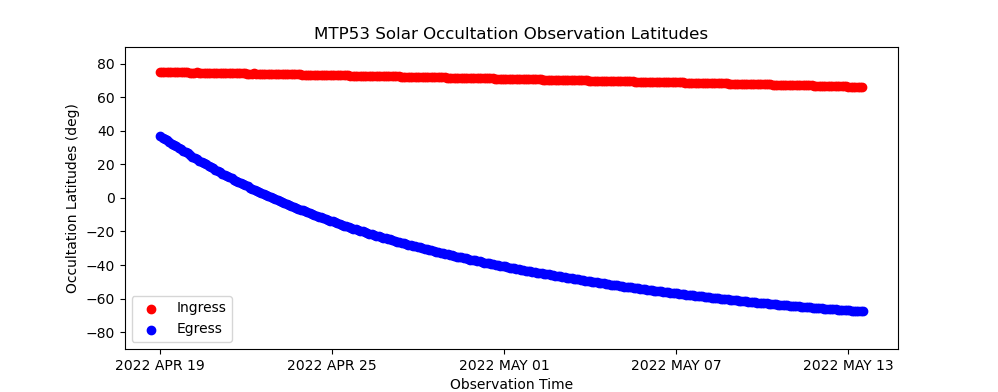 MTP53 Solar Occultation Observation Latitudes
Occultation Latitudes (deg)
80
60
40
20
0
−20
−40
−60
−80
Ingress
Egress
2022 APR 19 2022 APR 25 2022 MAY 01 2022 MAY 07 2022 MAY 13
Observation Time